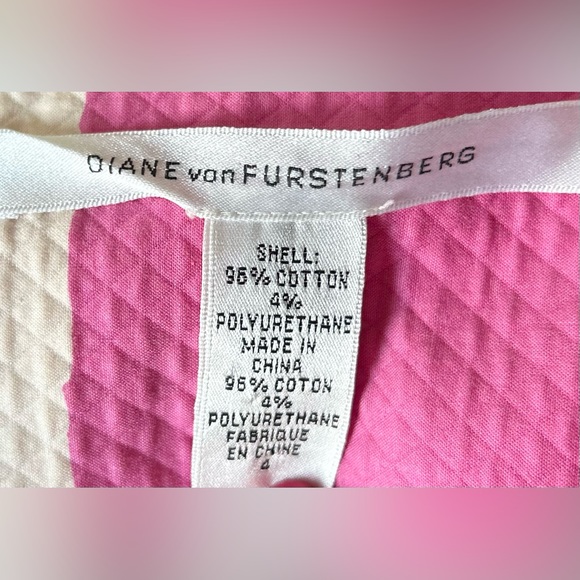 DIANE von FURSTENBERG
SHELL:
96% COTTON
4%
POLYURETHANE
MADE IN
CHINA
96% COTON
4%
POLYURETHANE
FABRIQUE
EN CHINE
4